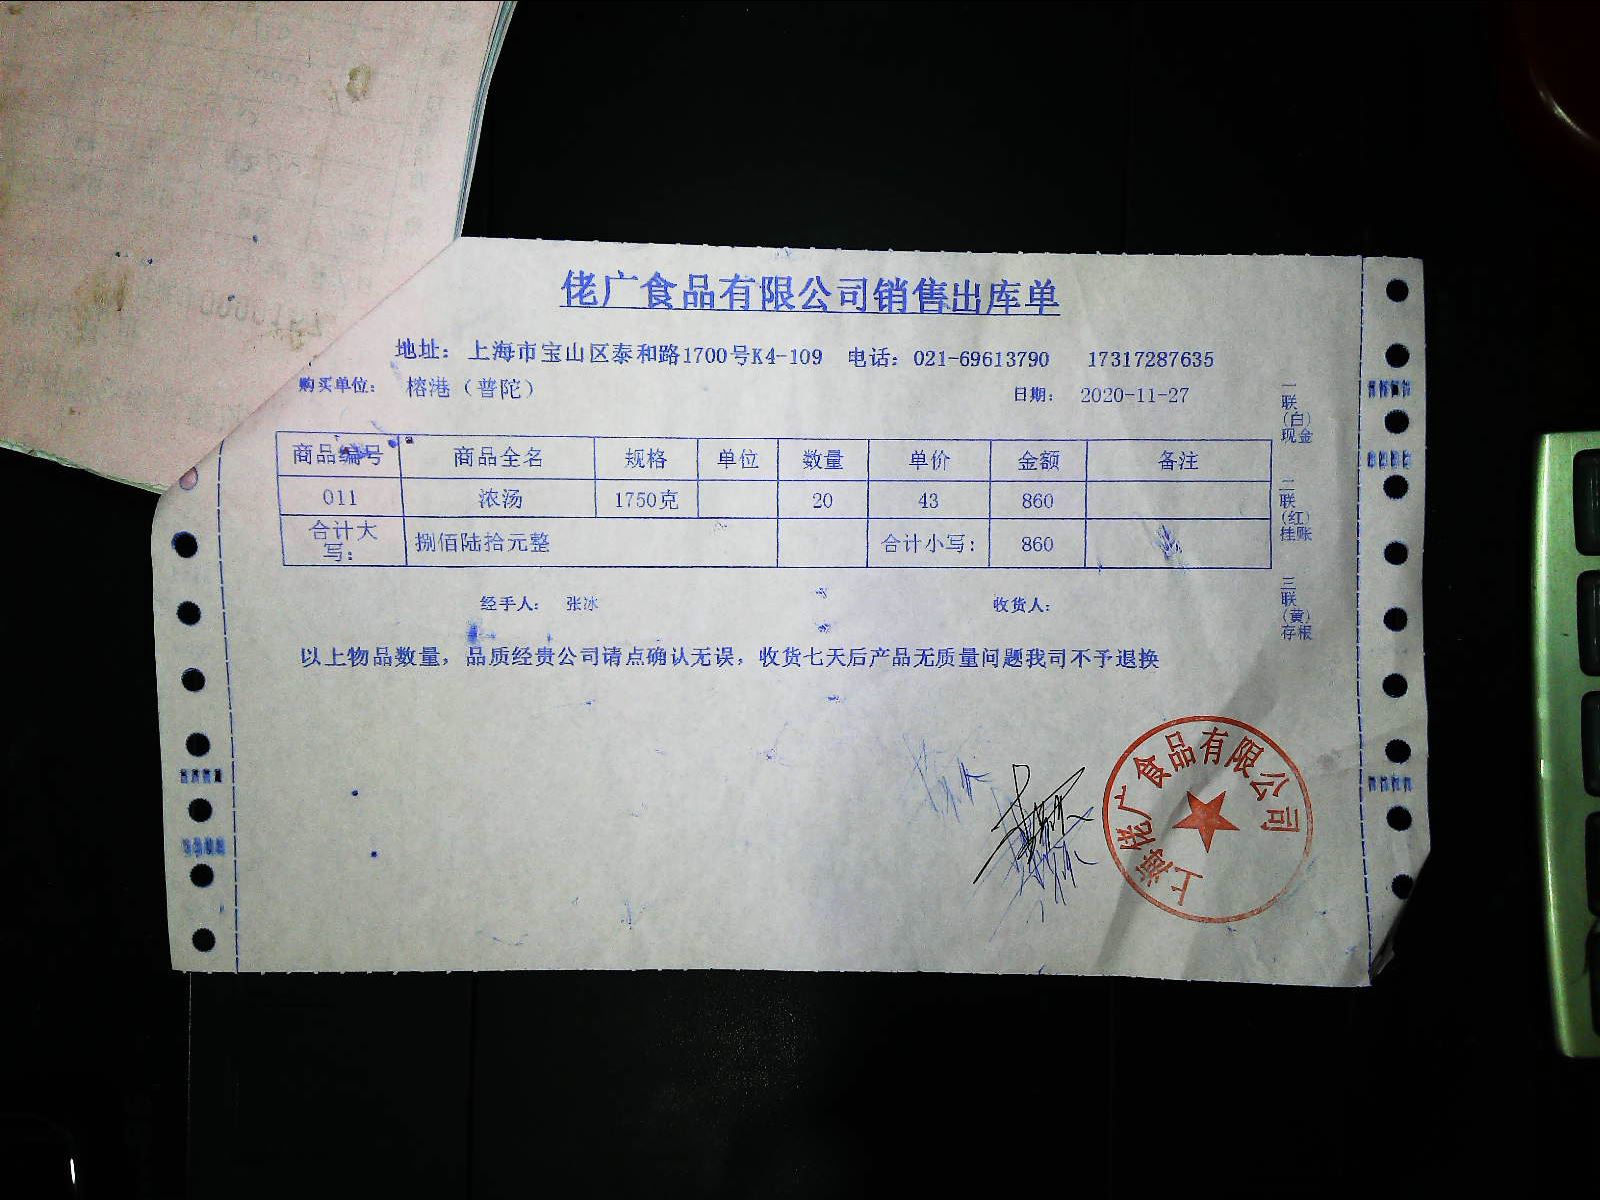 佬广食品有限公司销售出库单
地址：上海市宝山区泰和路1700号K4-109 电话：021-69613790 17317287635
购买单位：榕港（普陀） 日期：2020-11-27
商品编号 商品全名 规格 单位 数量 单价 金额 备注
011 浓汤 1750克 20 43 860
合计大写：捌佰陆拾元整 合计小写：860
经手人：张冰 收货人：
以上物品数量，品质经贵公司请点确认无误，收货七天后产品无质量问题我司不予退换
一联（白）现金
二联（红）挂账
三联（黄）存根
上海佬广食品有限公司